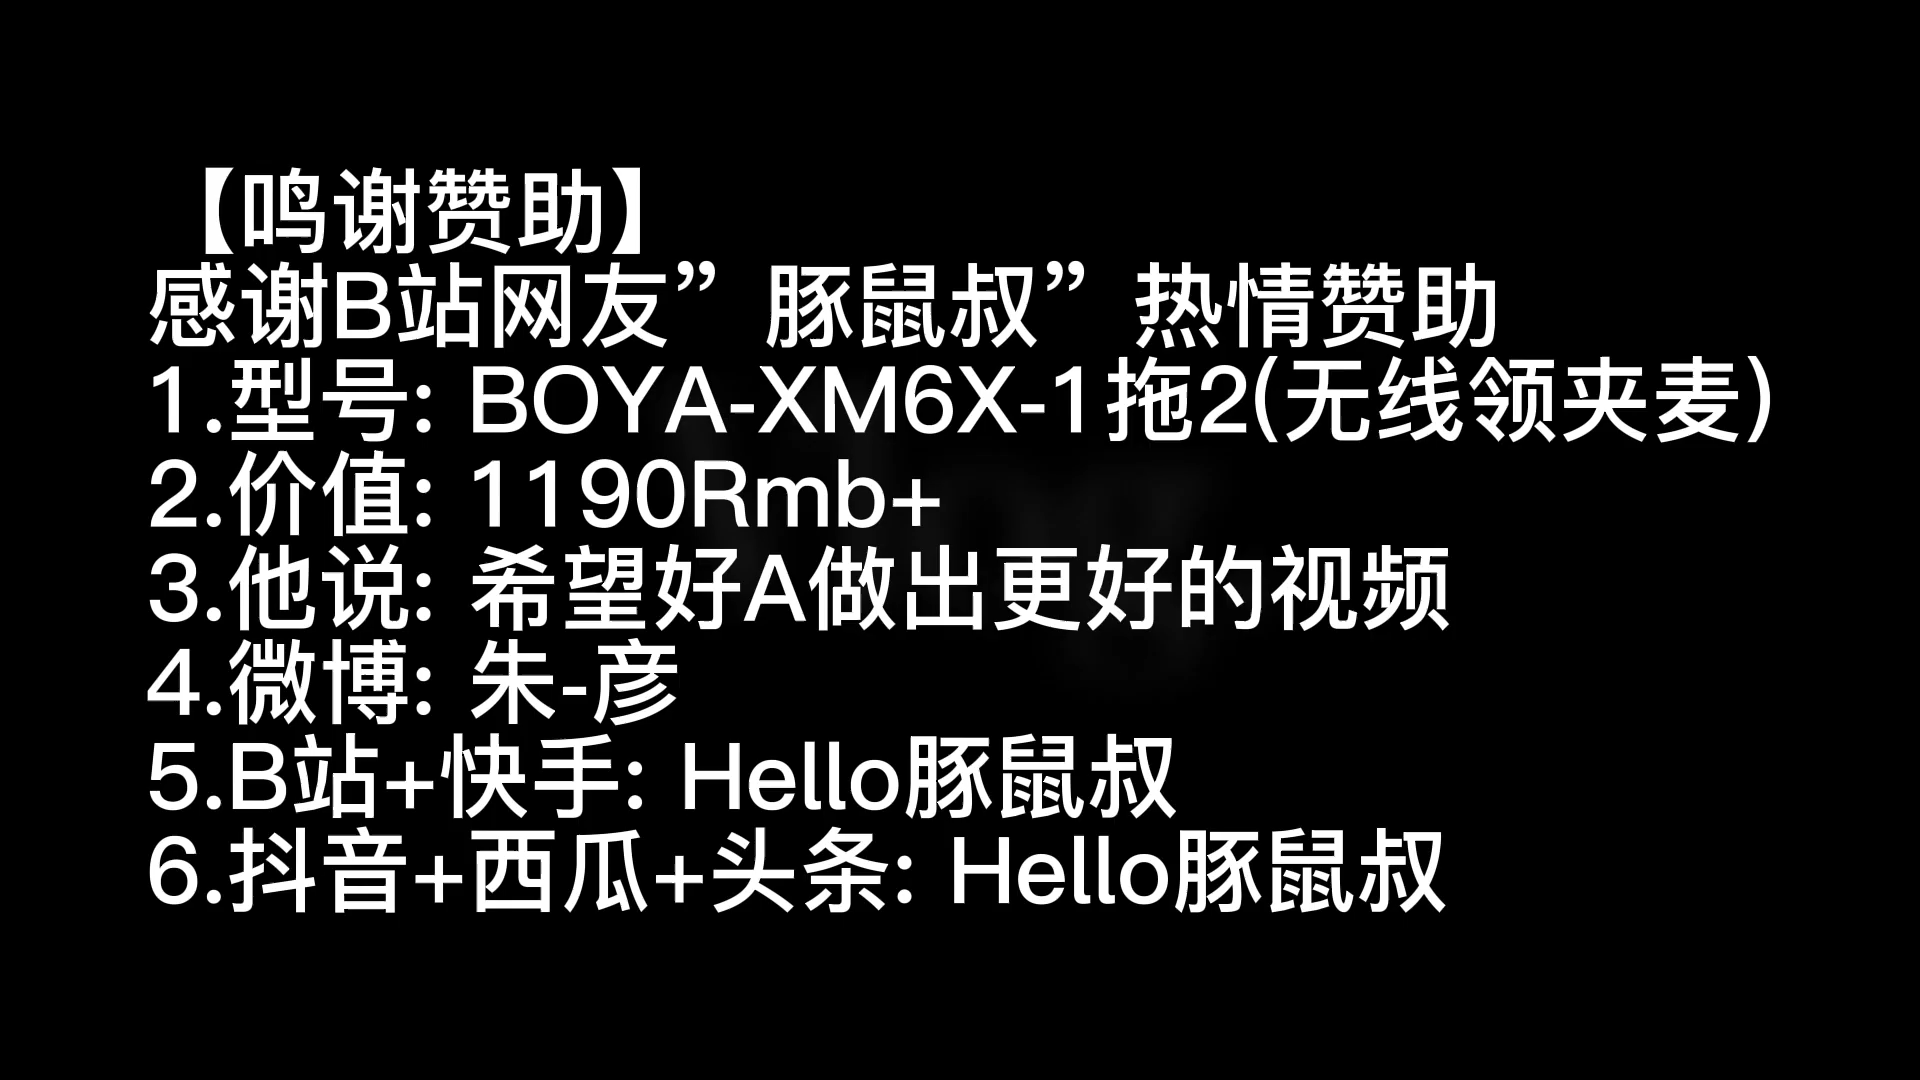 【鸣谢赞助】
感谢B站网友”豚鼠叔”热情赞助
1.型号: BOYA-XM6X-1拖2(无线领夹麦)
2.价值: 1190Rmb+
3.他说: 希望好A做出更好的视频
4.微博: 朱-彦
5.B站+快手: Hello豚鼠叔
6.抖音+西瓜+头条: Hello豚鼠叔